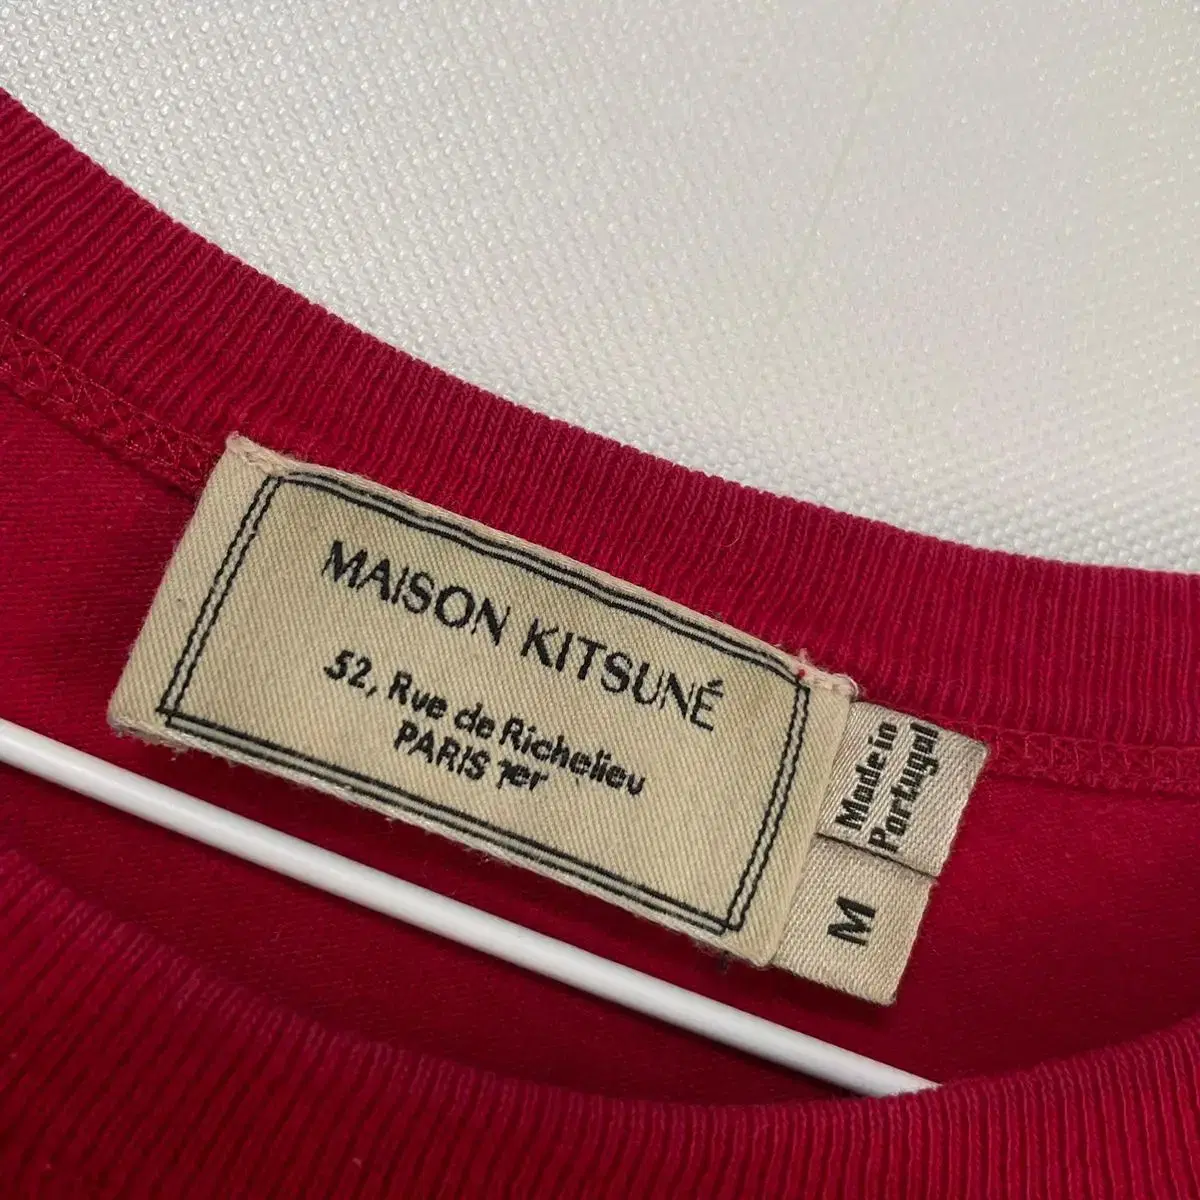 MAISON KITSUNÉ
52, Rue de Richelieu
PARIS 1er
Made in
Portugal
M